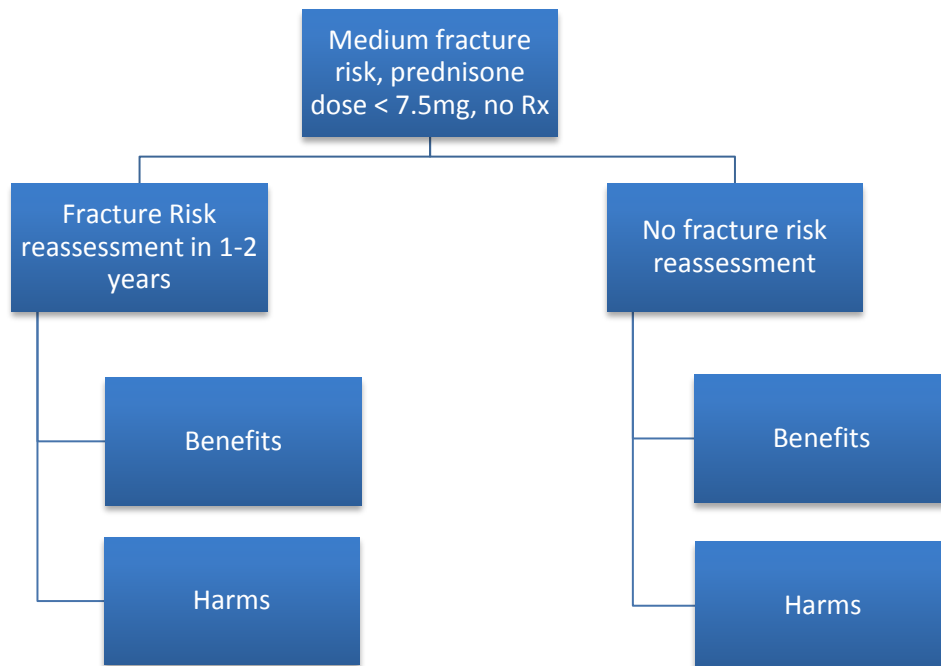 Medium fracture
risk, prednisone
dose < 7.5mg, no Rx
Fracture Risk
reassessment in 1-2
years
No fracture risk
reassessment
Benefits
Harms
Benefits
Harms